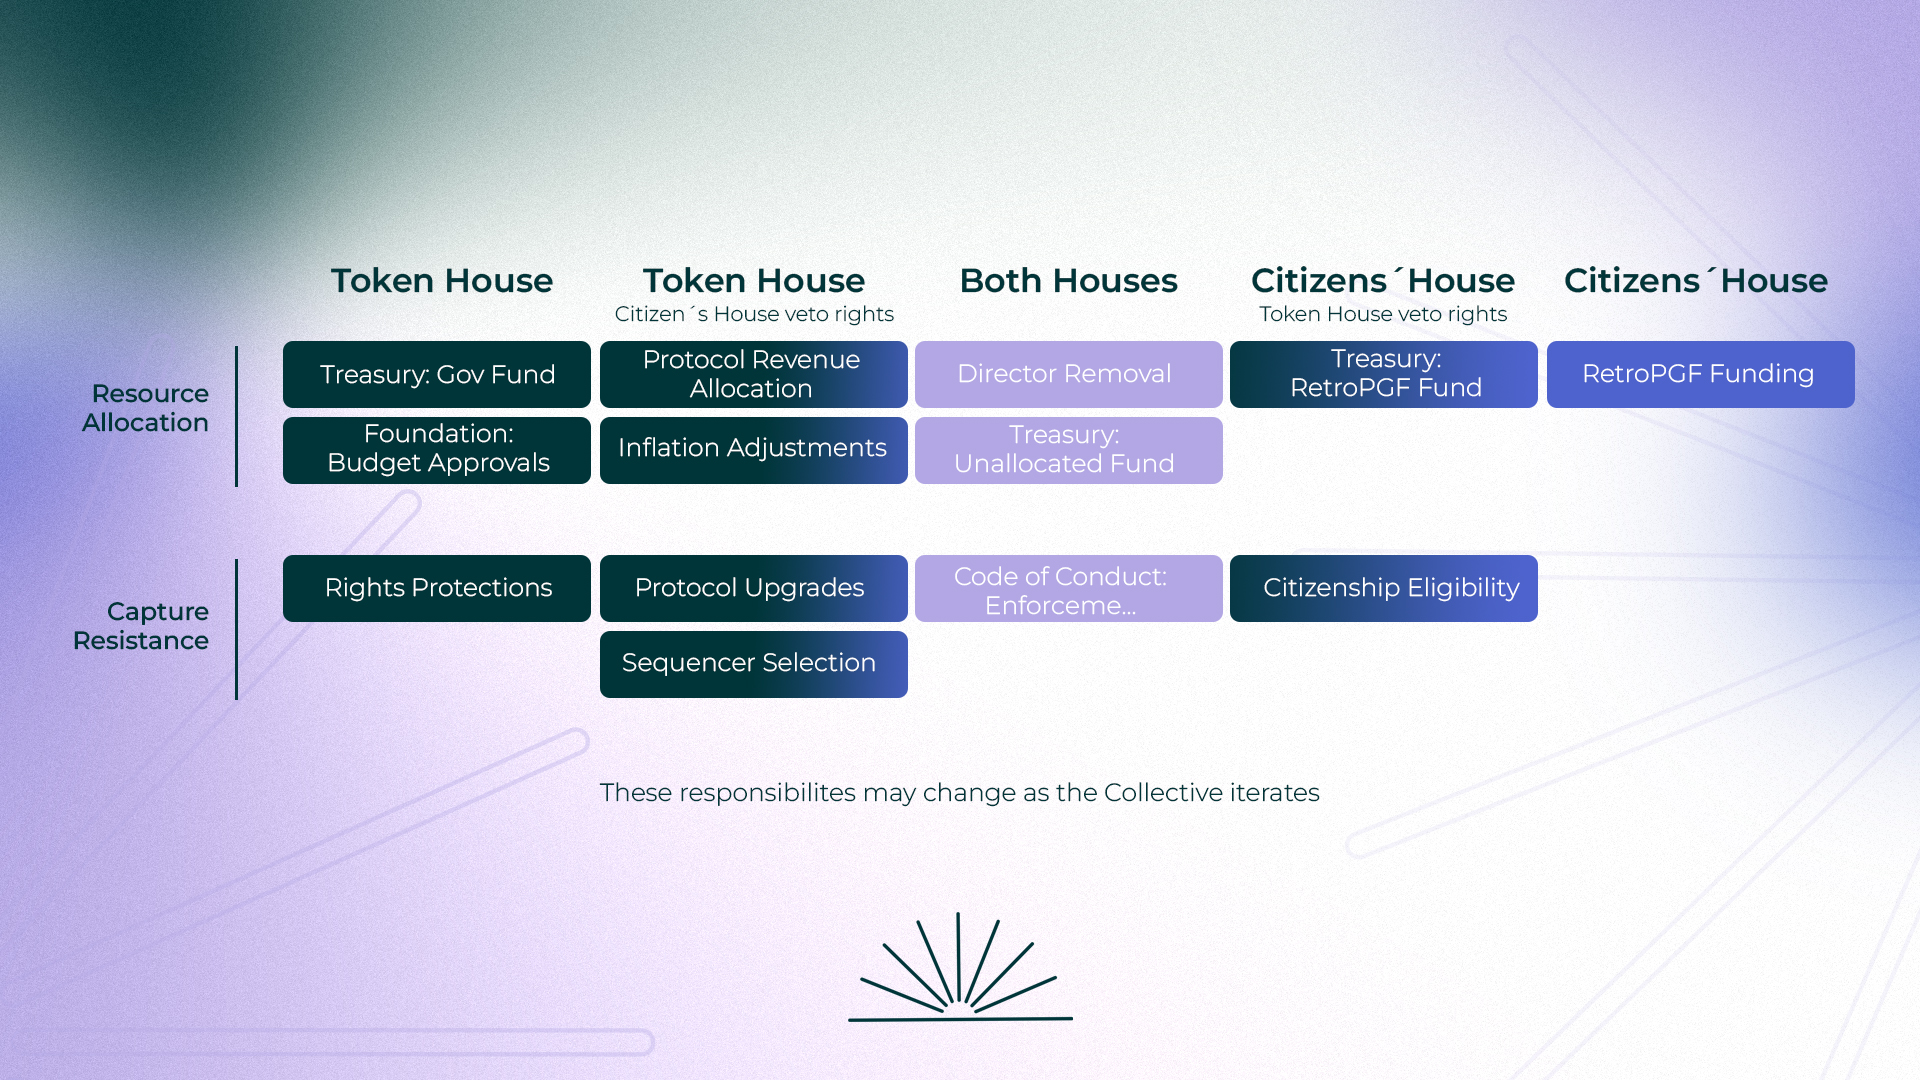 Token House
Token House
Both Houses
Citizens´House
Citizens´House
Citizen´s House veto rights
Token House veto rights
Resource
Allocation
Treasury: Gov Fund
Protocol Revenue
Allocation
Director Removal
Treasury:
RetroPGF Fund
RetroPGF Funding
Foundation:
Budget Approvals
Inflation Adjustments
Treasury:
Unallocated Fund
Capture
Resistance
Rights Protections
Protocol Upgrades
Code of Conduct:
Enforceme...
Citizenship Eligibility
Sequencer Selection
These responsibilites may change as the Collective iterates